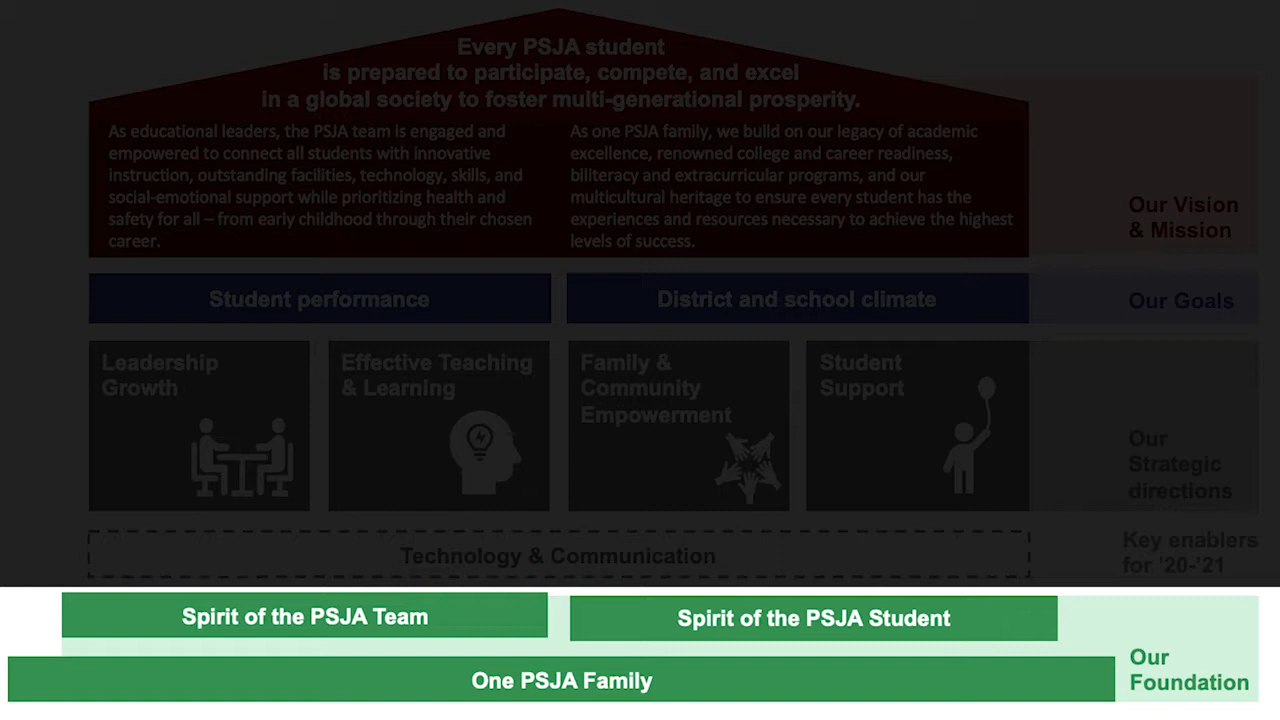 Every PSJA student
is prepared to participate, compete, and excel
in a global society to foster multi-generational prosperity.
As educational leaders, the PSJA team is engaged and
empowered to connect all students with innovative
instruction, outstanding facilities, technology, skills, and
social-emotional support while prioritizing health and
safety for all – from early childhood through their chosen
career.
As one PSJA family, we build on our legacy of academic
excellence, renowned college and career readiness,
biliteracy and extracurricular programs, and our
multicultural heritage to ensure every student has the
experiences and resources necessary to achieve the highest
levels of success.
Our Vision
& Mission
Student performance
District and school climate
Our Goals
Leadership
Growth
Effective Teaching
& Learning
Family &
Community
Empowerment
Student
Support
Our
Strategic
directions
Technology & Communication
Key enablers
for '20-'21
Spirit of the PSJA Team
Spirit of the PSJA Student
One PSJA Family
Our
Foundation